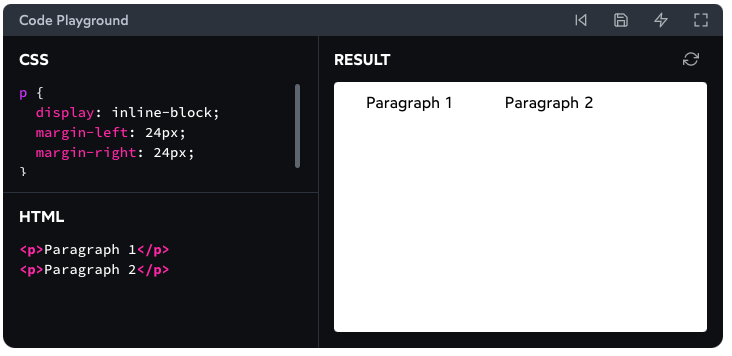 Code Playground
CSS
p {
  display: inline-block;
  margin-left: 24px;
  margin-right: 24px;
}
HTML
<p>Paragraph 1</p>
<p>Paragraph 2</p>
RESULT
Paragraph 1 Paragraph 2